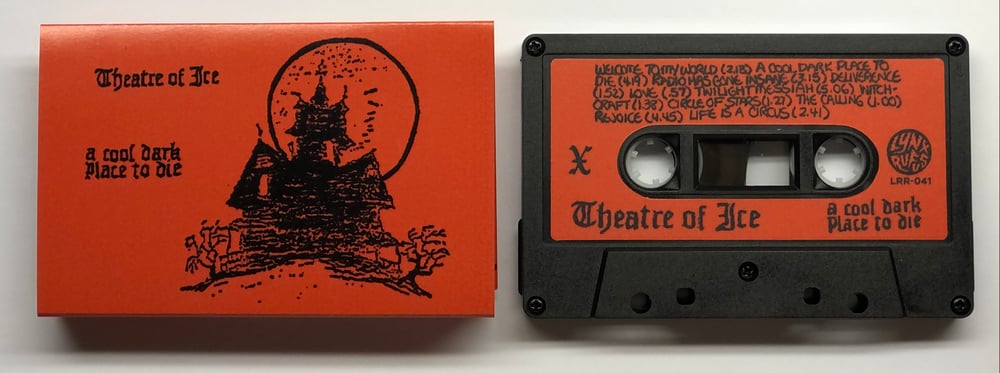 Theatre of Ice
a cool dark
Place to die
WELCOME TO MY WORLD (2.18) A COOL DARK PLACE TO
DIE (4.19) RADIO HAS GONE INSANE (3.15) DELIVERENCE
(1.52) LOVE (.57) TWILIGHT MESSIAH (5.06) WITCH-
CRAFT (1.38) CIRCLE OF STARS (1.27) THE CALLING (1.00)
REJOICE (4.45) LIFE IS A CIRCUS (2.41)
X
LYNX
RUFF
LRR-041
Theatre of Ice
a cool dark
Place to die